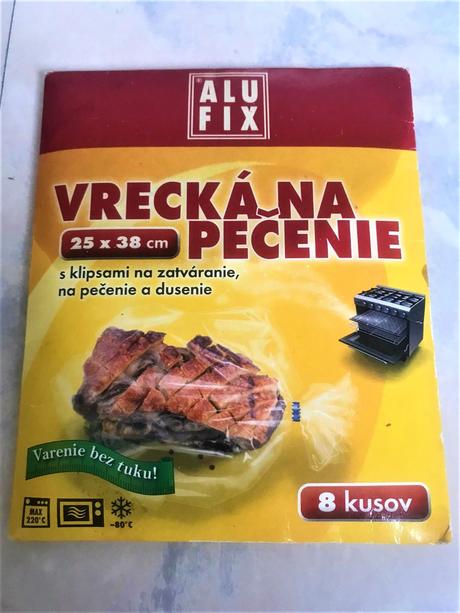 ALU
FIX
VRECKÁ NA
25 x 38 cm PEČENIE
s klipsami na zatváranie,
na pečenie a dusenie
Varenie bez tuku!
8 kusov
MAX
220°C
-80°C